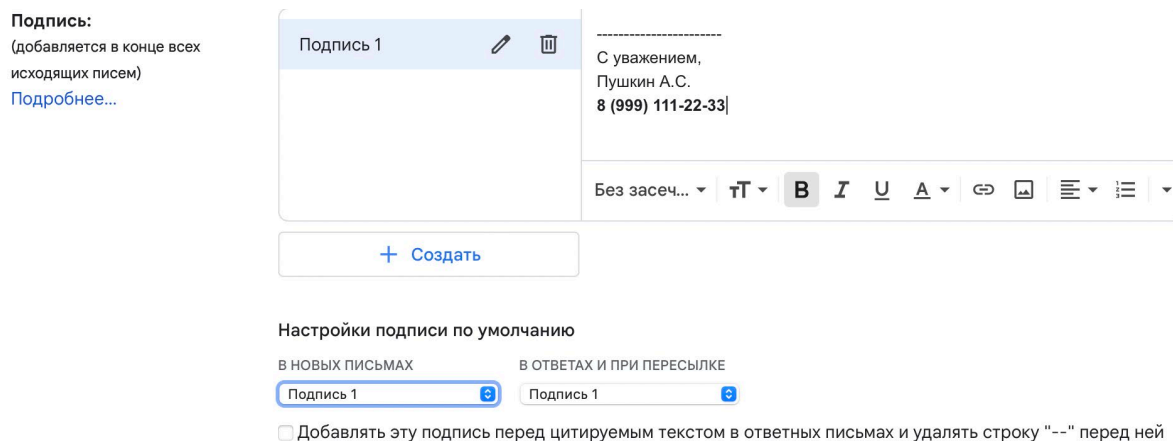 Подпись:
(добавляется в конце всех
исходящих писем)
Подробнее...
Подпись 1
-----------------------
С уважением,
Пушкин А.С.
8 (999) 111-22-33
Без засеч...
тТ
B I U A
+ Создать
Настройки подписи по умолчанию
В НОВЫХ ПИСЬМАХ
Подпись 1
В ОТВЕТАХ И ПРИ ПЕРЕСЫЛКЕ
Подпись 1
Добавлять эту подпись перед цитируемым текстом в ответных письмах и удалять строку "--" перед ней